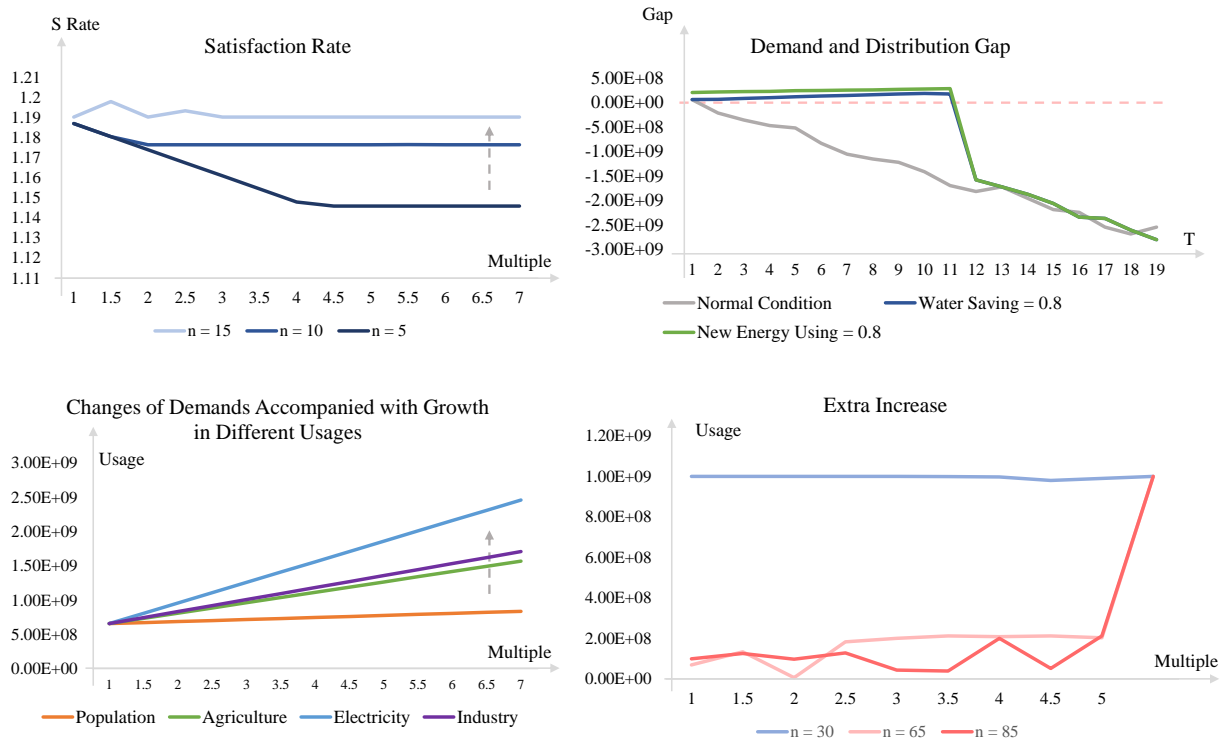 S Rate
Satisfaction Rate
1.21
1.2
1.19
1.18
1.17
1.16
1.15
1.14
1.13
1.12
1.11
Multiple
1 1.5 2 2.5 3 3.5 4 4.5 5 5.5 6 6.5 7
n = 15 n = 10 n = 5
Gap
Demand and Distribution Gap
5.00E+08
0.00E+00
-5.00E+08
-1.00E+09
-1.50E+09
-2.00E+09
-2.50E+09
-3.00E+09
T
1 2 3 4 5 6 7 8 9 10 11 12 13 14 15 16 17 18 19
Normal Condition Water Saving = 0.8
New Energy Using = 0.8
Changes of Demands Accompanied with Growth
in Different Usages
Usage
3.00E+09
2.50E+09
2.00E+09
1.50E+09
1.00E+09
5.00E+08
0.00E+00
Multiple
1 1.5 2 2.5 3 3.5 4 4.5 5 5.5 6 6.5 7
Population Agriculture Electricity Industry
Extra Increase
Usage
1.20E+09
1.00E+09
8.00E+08
6.00E+08
4.00E+08
2.00E+08
0.00E+00
Multiple
1 1.5 2 2.5 3 3.5 4 4.5 5
n = 30 n = 65 n = 85